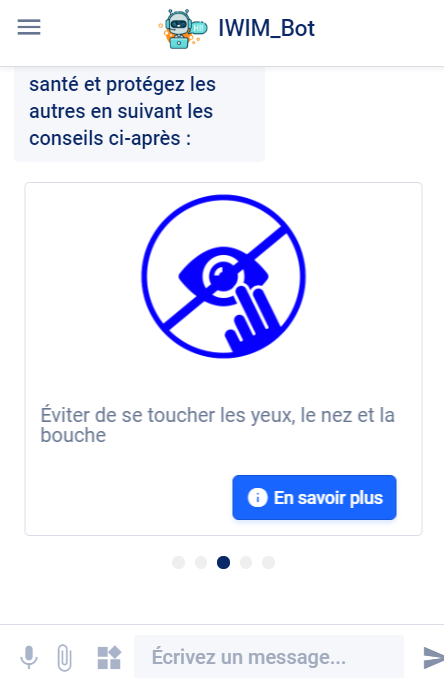 IWIM_Bot
santé et protégez les
autres en suivant les
conseils ci-après :
Éviter de se toucher les yeux, le nez et la
bouche
En savoir plus
Écrivez un message...